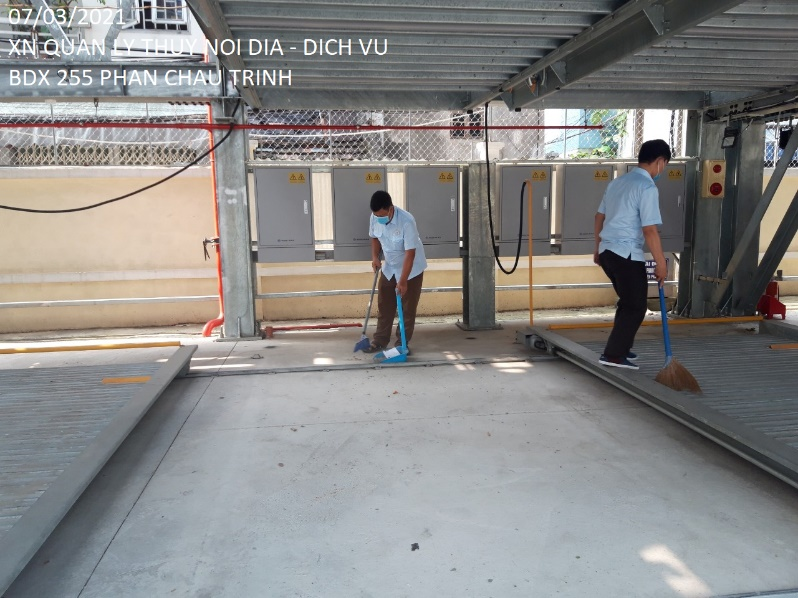 07/03/2021
XN QUAN LY THUY NOI DIA - DICH VU
BDX 255 PHAN CHAU TRINH